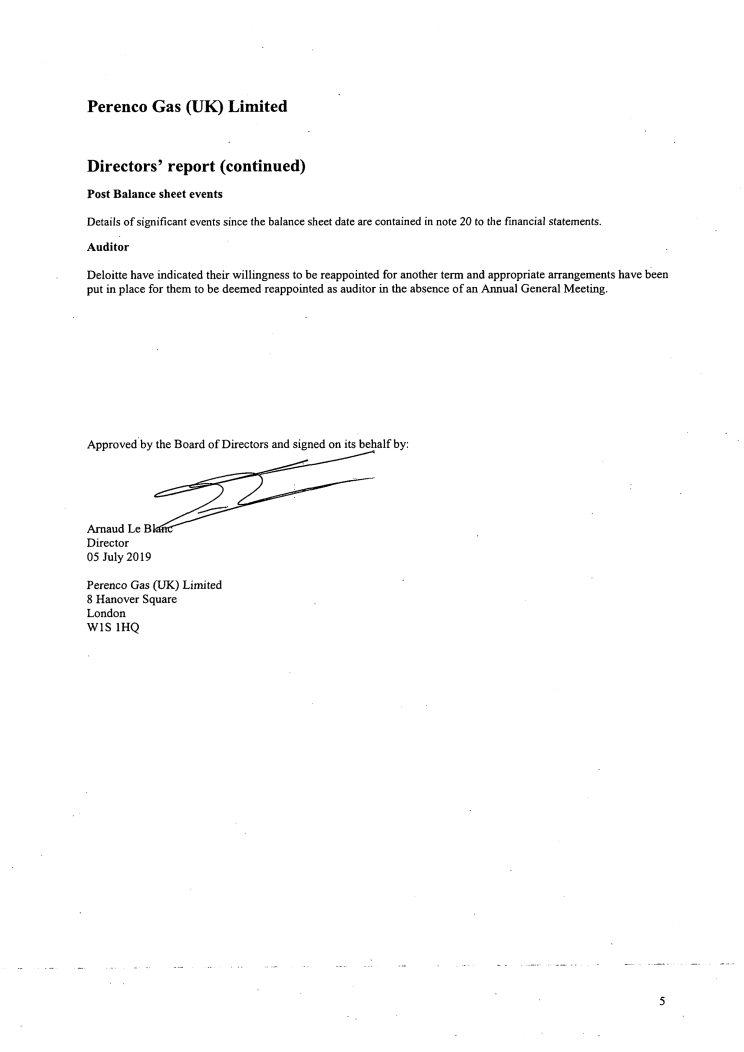 Perenco Gas (UK) Limited
Directors' report (continued)
Post Balance sheet events
Details of significant events since the balance sheet date are contained in note 20 to the financial statements.
Auditor
Deloitte have indicated their willingness to be reappointed for another term and appropriate arrangements have been
put in place for them to be deemed reappointed as auditor in the absence of an Annual General Meeting.
Approved by the Board of Directors and signed on its behalf by:
Arnaud Le Blanc
Director
05 July 2019
Perenco Gas (UK) Limited
8 Hanover Square
London
W1S 1HQ
5